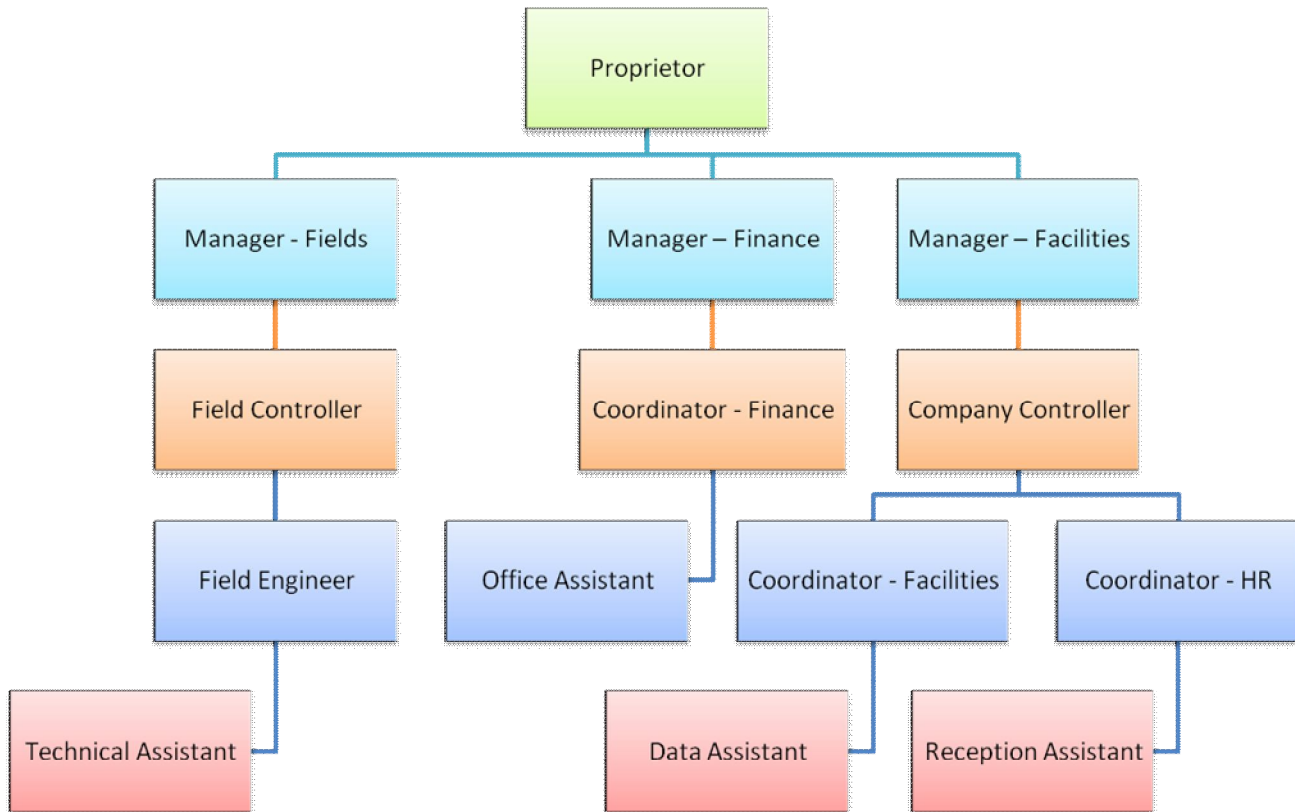 Proprietor
Manager - Fields
Manager – Finance
Manager – Facilities
Field Controller
Coordinator - Finance
Company Controller
Field Engineer
Office Assistant
Coordinator - Facilities
Coordinator - HR
Technical Assistant
Data Assistant
Reception Assistant